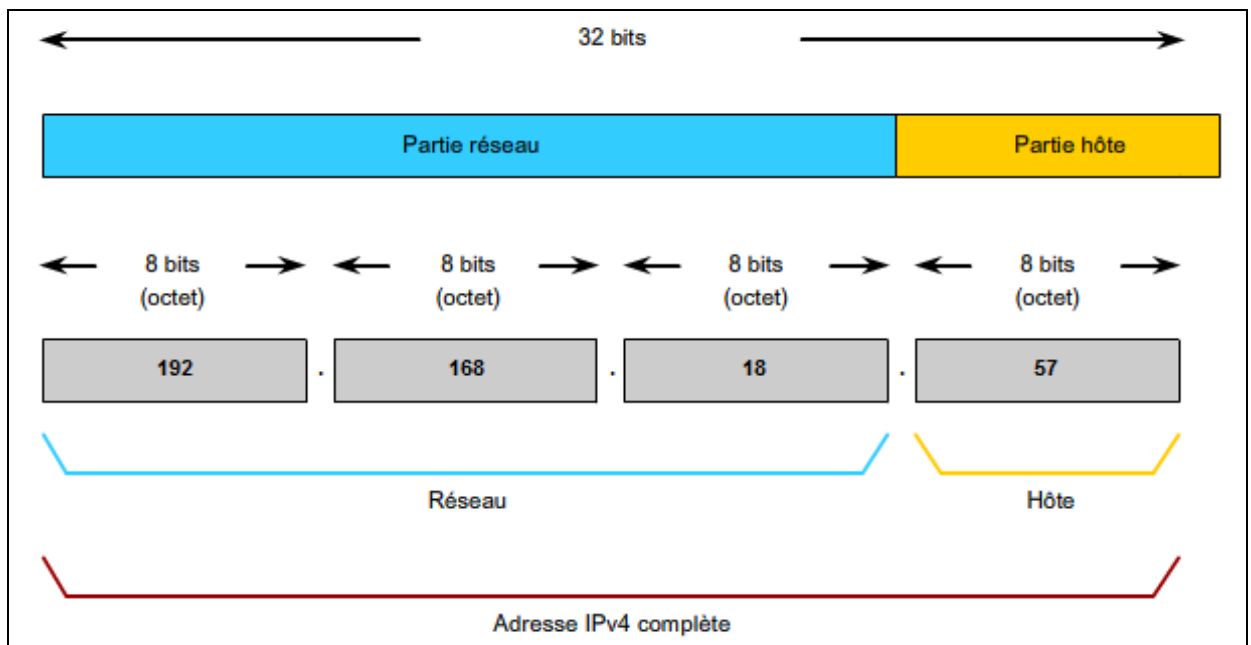 32 bits
Partie réseau Partie hôte
8 bits 8 bits 8 bits 8 bits
(octet) (octet) (octet) (octet)
192 . 168 . 18 . 57
Réseau Hôte
Adresse IPv4 complète